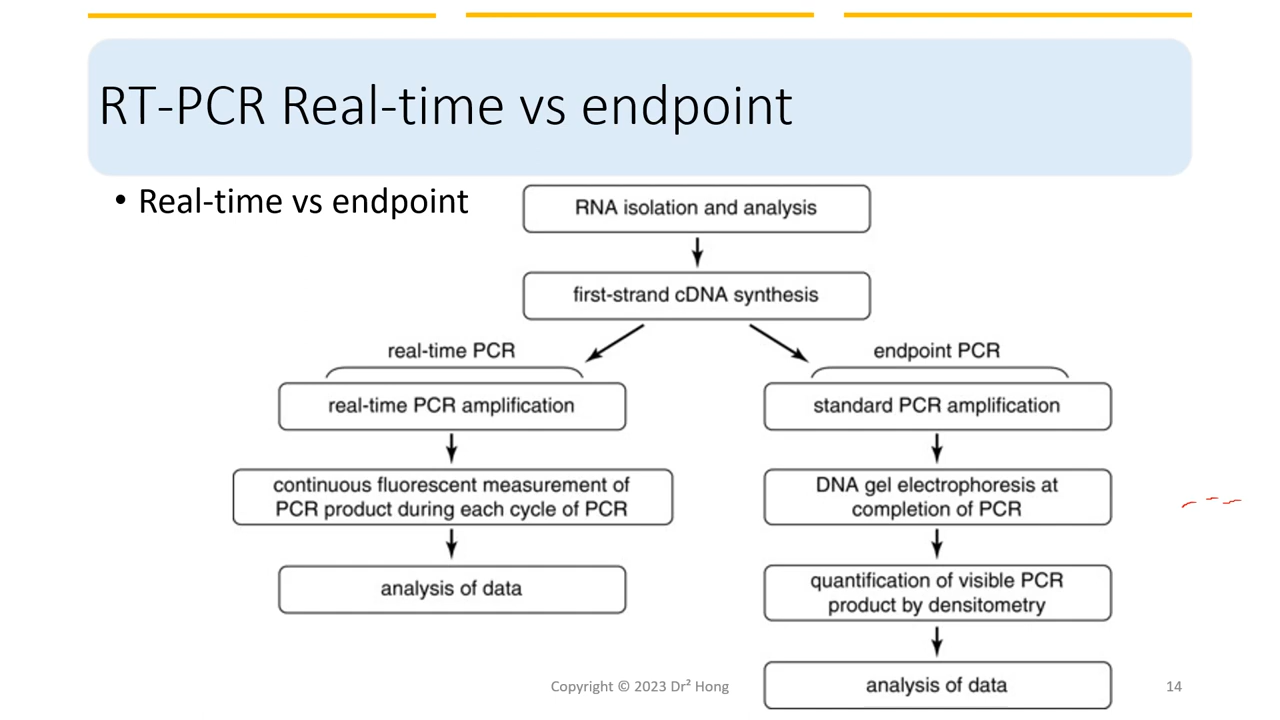 RT-PCR Real-time vs endpoint
• Real-time vs endpoint
RNA isolation and analysis
first-strand cDNA synthesis
real-time PCR
real-time PCR amplification
continuous fluorescent measurement of
PCR product during each cycle of PCR
analysis of data
endpoint PCR
standard PCR amplification
DNA gel electrophoresis at
completion of PCR
quantification of visible PCR
product by densitometry
analysis of data
Copyright © 2023 Dr² Hong
14